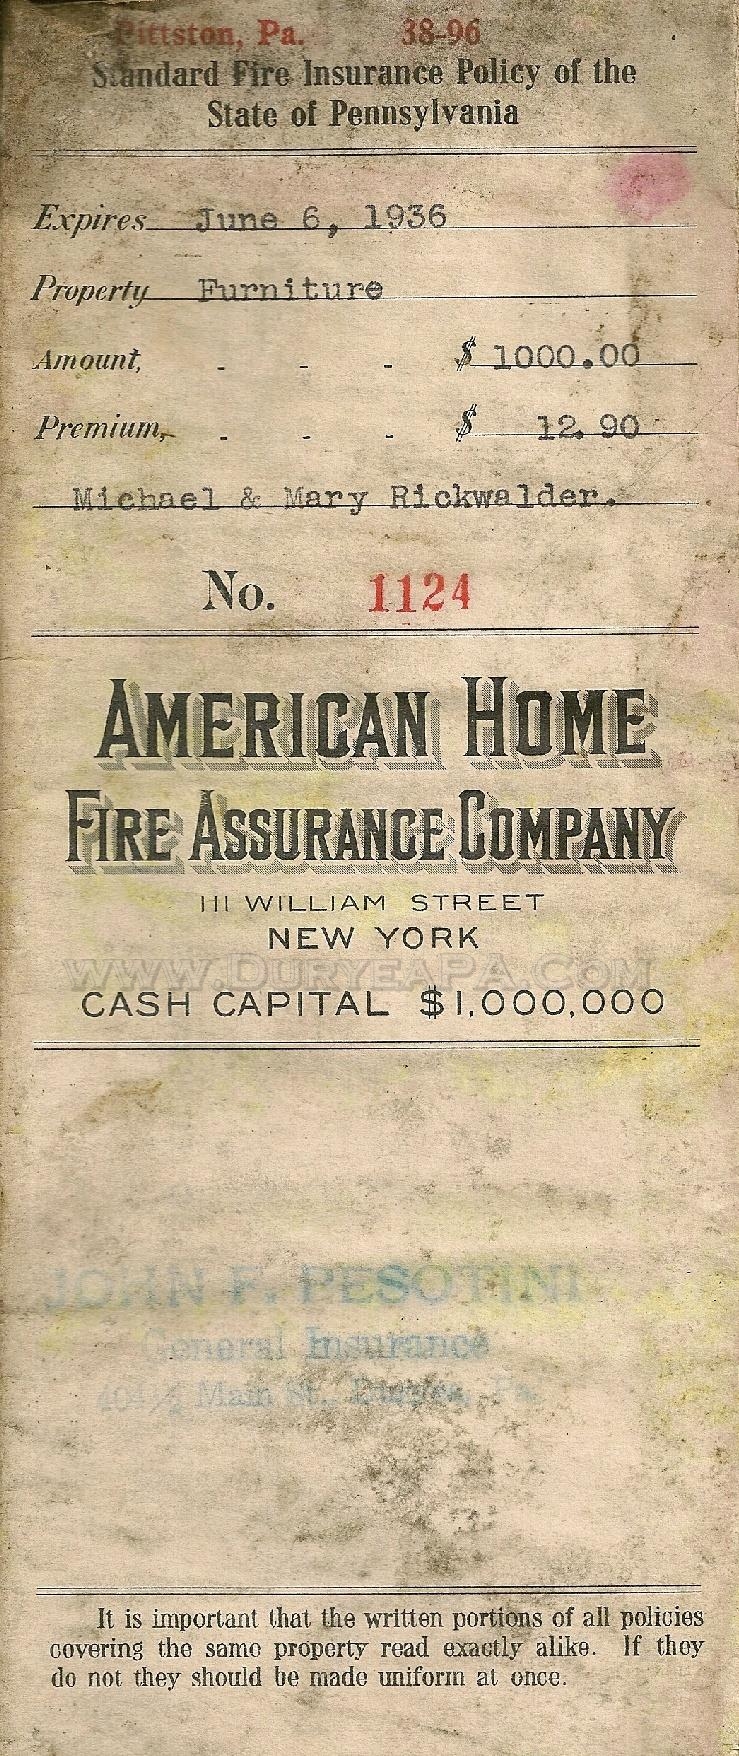 Pittston, Pa. 38-96
Standard Fire Insurance Policy of the
State of Pennsylvania
Expires June 6, 1936
Property Furniture
Amount, - - - $ 1000.00
Premium, - - - $ 12.90
Michael & Mary Rickwalder.
No. 1124
AMERICAN HOME
FIRE ASSURANCE COMPANY
111 WILLIAM STREET
NEW YORK
www.DuryeaPA.com
CASH CAPITAL $1,000,000
JOHN F. PESOTINI
General Insurance
Main St., Duryea, Pa.
It is important that the written portions of all policies
covering the same property read exactly alike. If they
do not they should be made uniform at once.